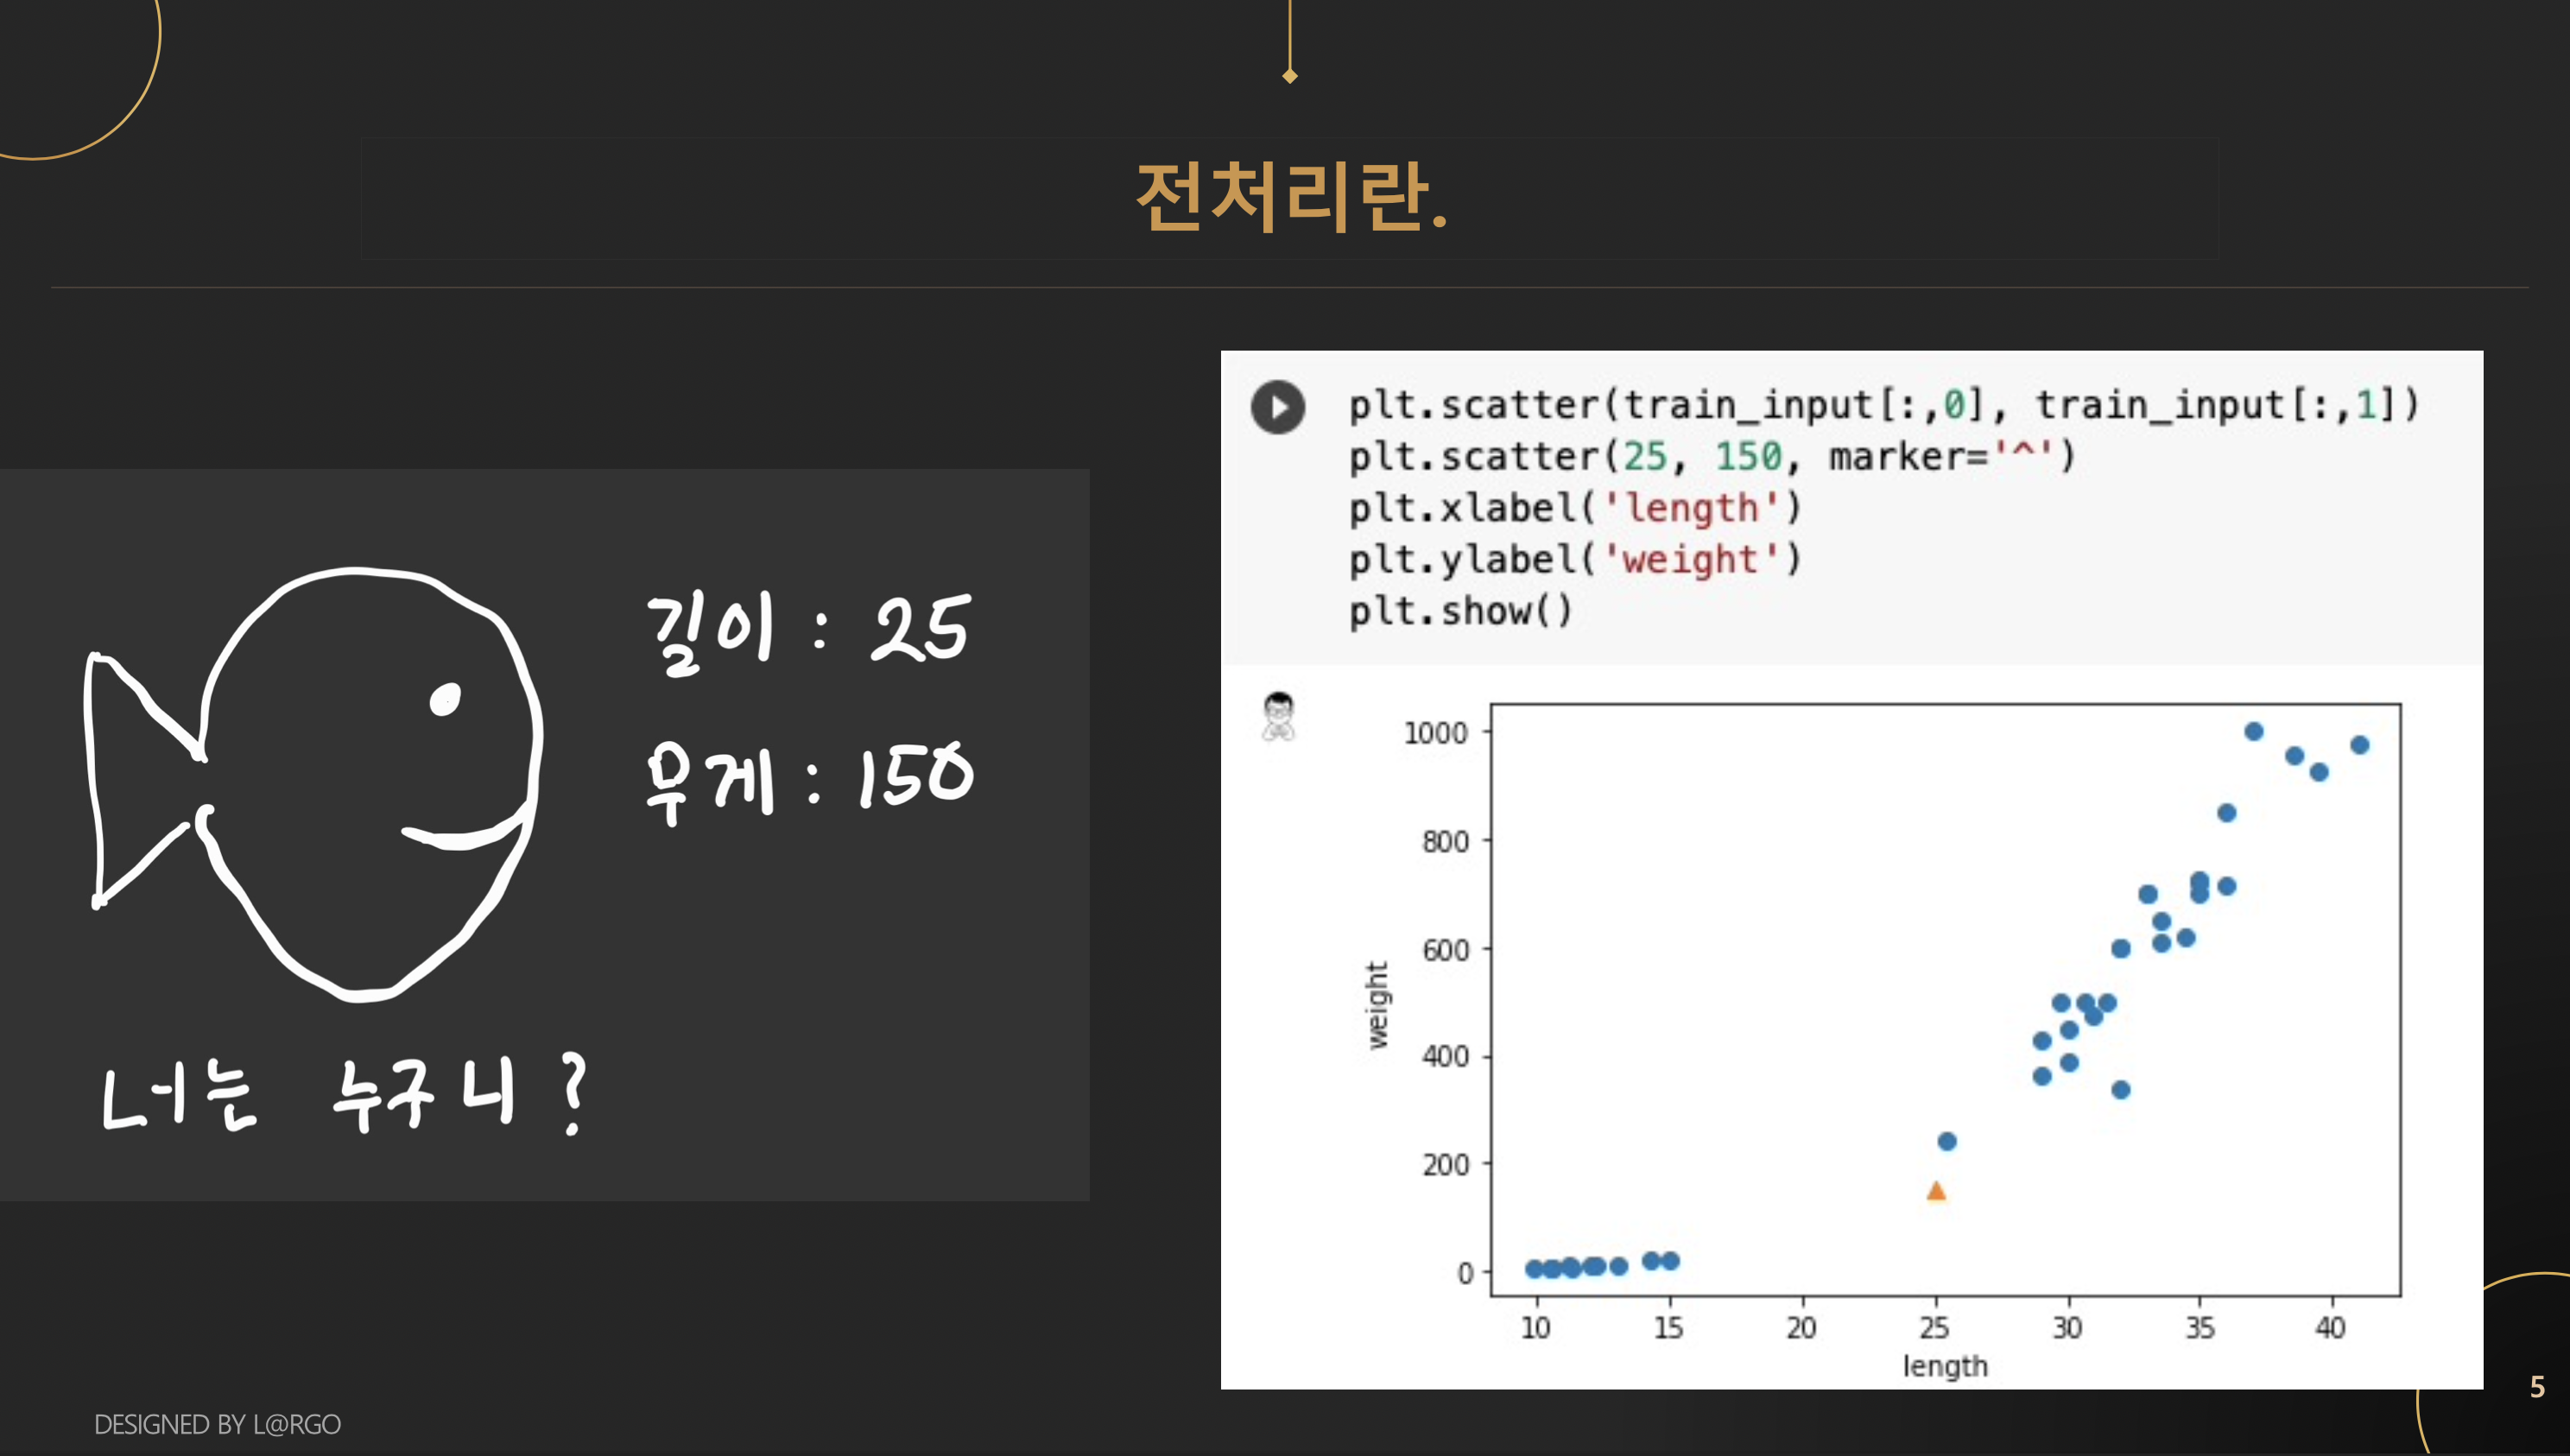 전처리란.
길이 : 25
무게 : 150
너는 누구니?
plt.scatter(train_input[:,0], train_input[:,1])
plt.scatter(25, 150, marker='^')
plt.xlabel('length')
plt.ylabel('weight')
plt.show()
1000
800
600
400
200
0
weight
10 15 20 25 30 35 40
length
DESIGNED BY L@RGO
5